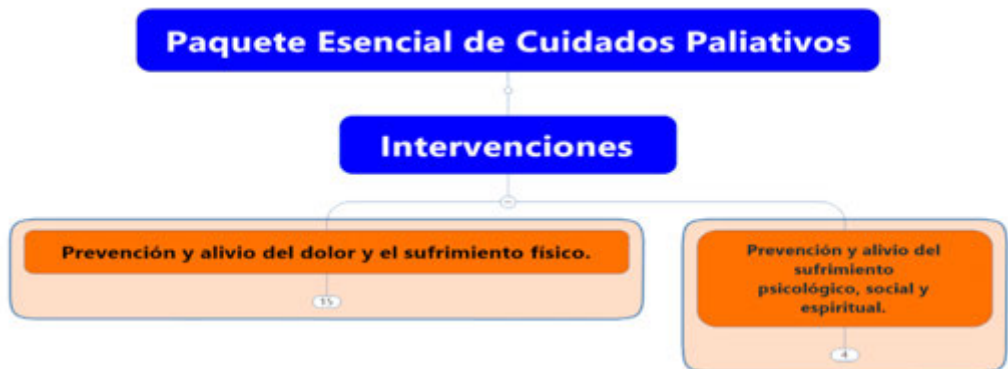 Paquete Esencial de Cuidados Paliativos
Intervenciones
Prevención y alivio del dolor y el sufrimiento físico.
15
Prevención y alivio del
sufrimiento
psicológico, social y
espiritual.
4